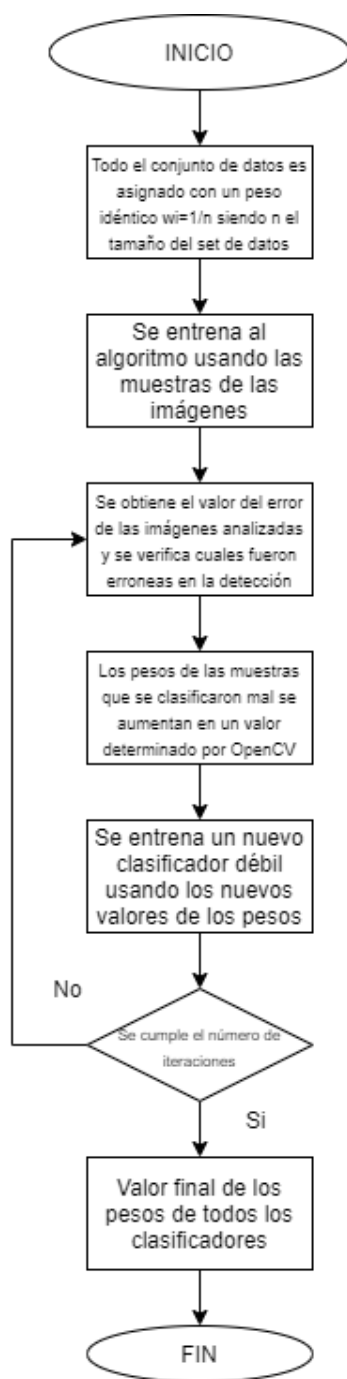 INICIO
Todo el conjunto de datos es
asignado con un peso
idéntico wi=1/n siendo n el
tamaño del set de datos
Se entrena al
algoritmo usando las
muestras de las
imágenes
Se obtiene el valor del error
de las imágenes analizadas
y se verifica cuales fueron
erroneas en la detección
Los pesos de las muestras
que se clasificaron mal se
aumentan en un valor
determinado por OpenCV
Se entrena un nuevo
clasificador débil
usando los nuevos
valores de los pesos
No
Se cumple el número de
iteraciones
Si
Valor final de los
pesos de todos los
clasificadores
FIN